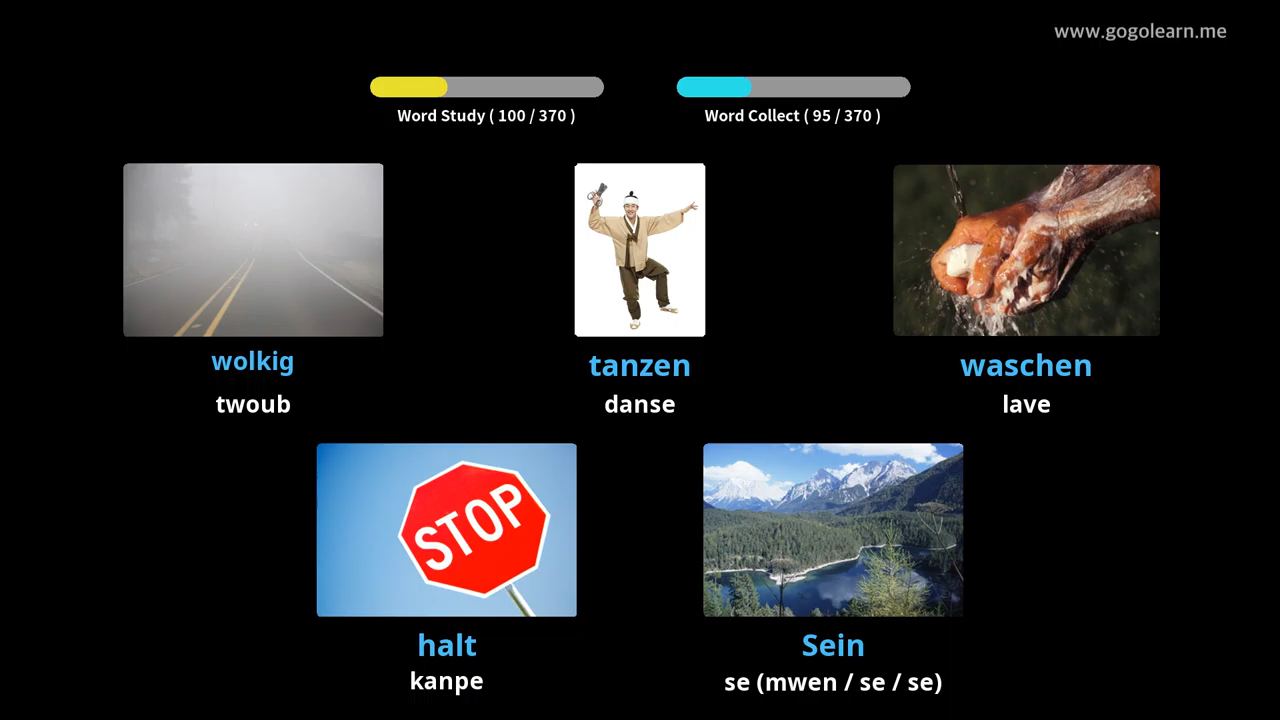 www.gogolearn.me
Word Study ( 100 / 370 )
Word Collect ( 95 / 370 )
wolkig
twoub
tanzen
danse
waschen
lave
STOP
halt
kanpe
Sein
se (mwen / se / se)